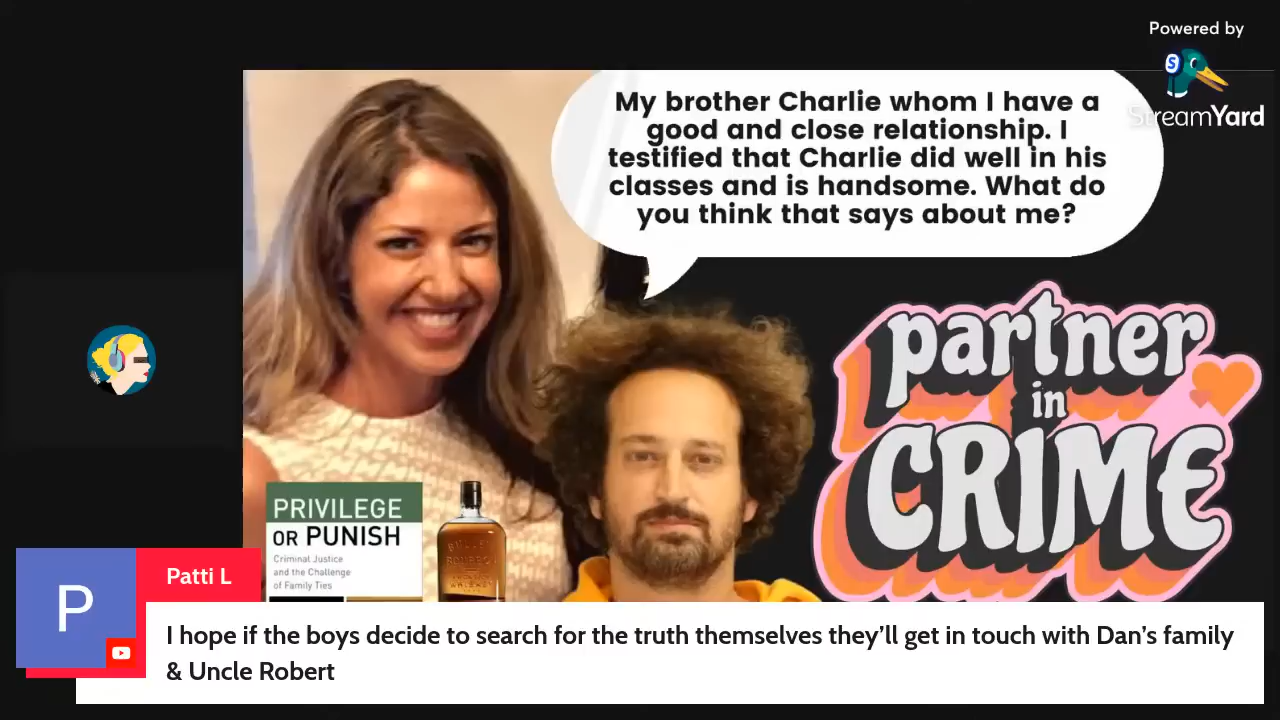 Powered by
S
StreamYard
My brother Charlie whom I have a
good and close relationship. I
testified that Charlie did well in his
classes and is handsome. What do
you think that says about me?
partner
in
CRIME
PRIVILEGE
OR PUNISH
Criminal Justice
and the Challenge
of Family Ties
BULLEIT
BOURBON
P
Patti L
I hope if the boys decide to search for the truth themselves they'll get in touch with Dan's family
& Uncle Robert